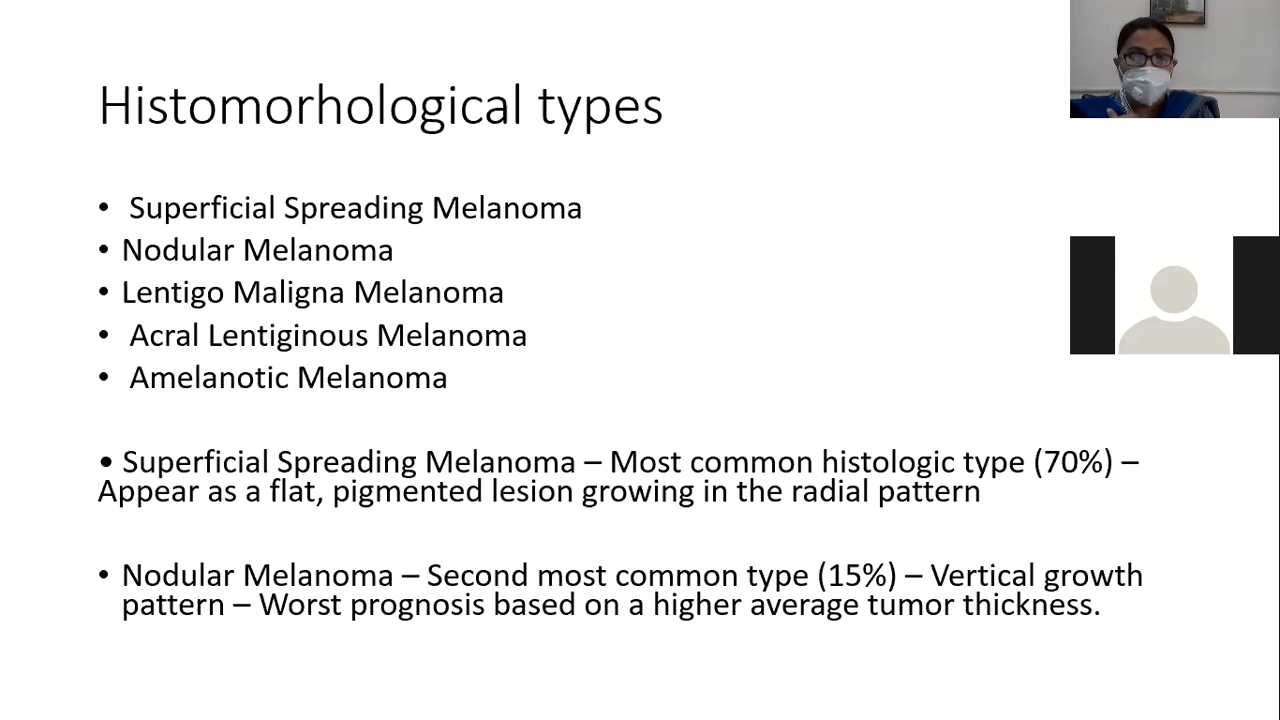 Histomorhological types
• Superficial Spreading Melanoma
• Nodular Melanoma
• Lentigo Maligna Melanoma
• Acral Lentiginous Melanoma
• Amelanotic Melanoma
• Superficial Spreading Melanoma – Most common histologic type (70%) –
Appear as a flat, pigmented lesion growing in the radial pattern
• Nodular Melanoma – Second most common type (15%) – Vertical growth
pattern – Worst prognosis based on a higher average tumor thickness.